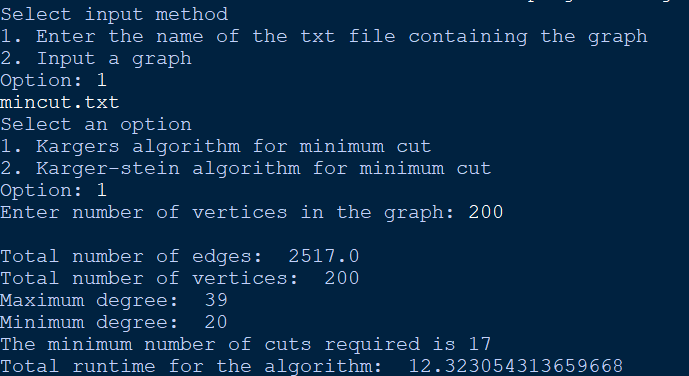 Select input method
1. Enter the name of the txt file containing the graph
2. Input a graph
Option: 1
mincut.txt
Select an option
1. Kargers algorithm for minimum cut
2. Karger-stein algorithm for minimum cut
Option: 1
Enter number of vertices in the graph: 200
Total number of edges:  2517.0
Total number of vertices:  200
Maximum degree:  39
Minimum degree:  20
The minimum number of cuts required is 17
Total runtime for the algorithm:  12.323054313659668